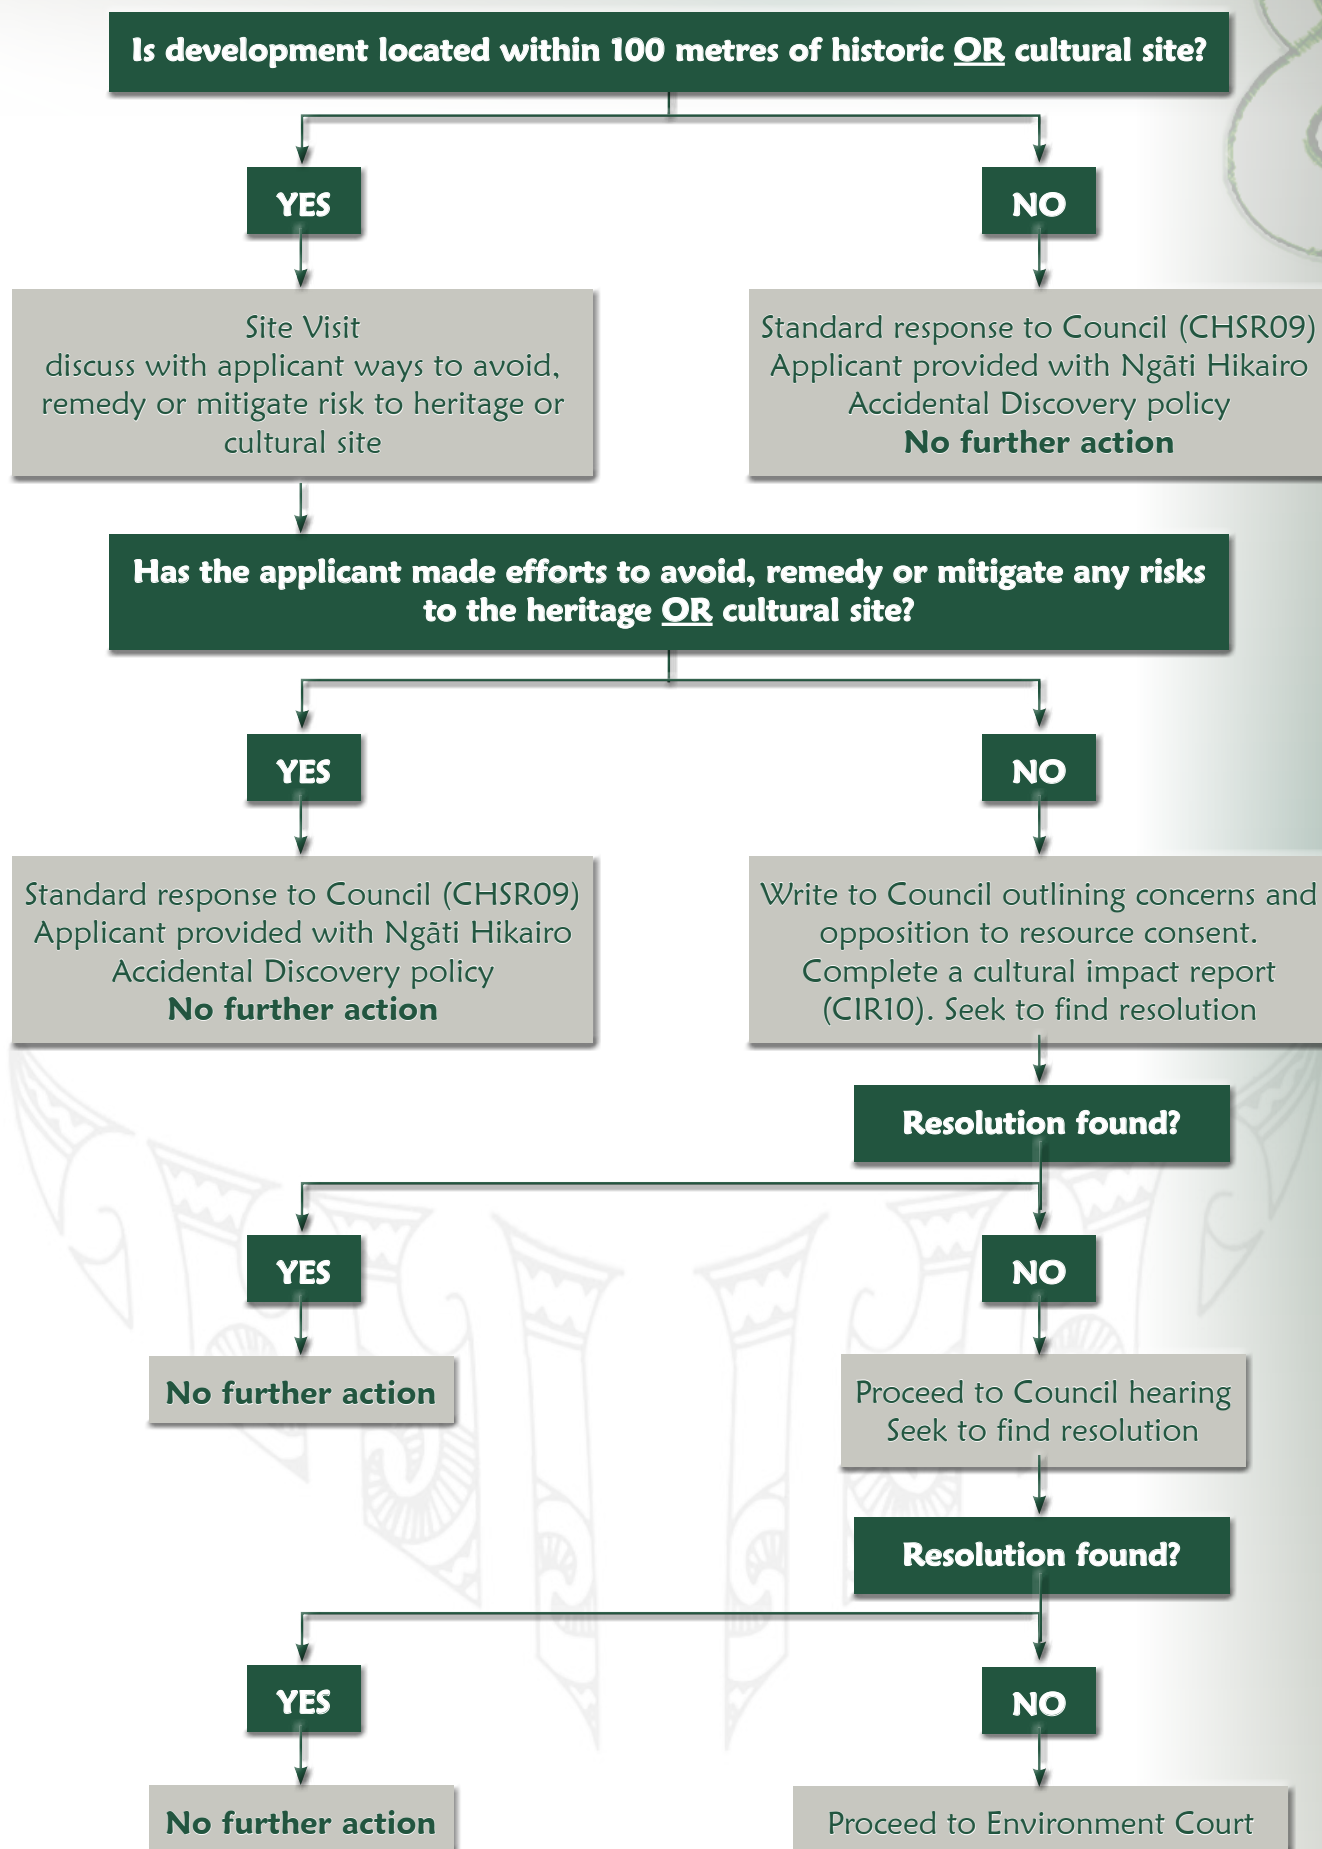 Is development located within 100 metres of historic OR cultural site?
YES
NO
Site Visit
discuss with applicant ways to avoid,
remedy or mitigate risk to heritage or
cultural site
Standard response to Council (CHSR09)
Applicant provided with Ngāti Hikairo
Accidental Discovery policy
No further action
Has the applicant made efforts to avoid, remedy or mitigate any risks
to the heritage OR cultural site?
YES
NO
Standard response to Council (CHSR09)
Applicant provided with Ngāti Hikairo
Accidental Discovery policy
No further action
Write to Council outlining concerns and
opposition to resource consent.
Complete a cultural impact report
(CIR10). Seek to find resolution
Resolution found?
YES
NO
No further action
Proceed to Council hearing
Seek to find resolution
Resolution found?
YES
NO
No further action
Proceed to Environment Court